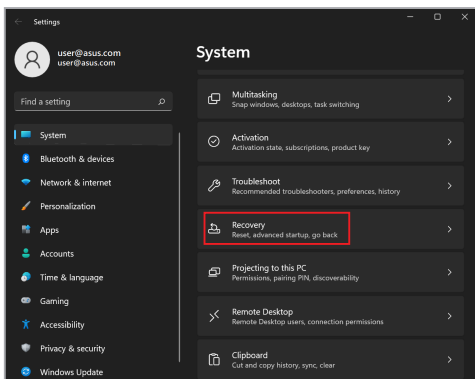 Settings
user@asus.com
user@asus.com
Find a setting
System
Bluetooth & devices
Network & internet
Personalization
Apps
Accounts
Time & language
Gaming
Accessibility
Privacy & security
Windows Update
System
Multitasking
Snap windows, desktops, task switching
Activation
Activation state, subscriptions, product key
Troubleshoot
Recommended troubleshooters, preferences, history
Recovery
Reset, advanced startup, go back
Projecting to this PC
Permissions, pairing PIN, discoverability
Remote Desktop
Remote Desktop users, connection permissions
Clipboard
Cut and copy history, sync, clear